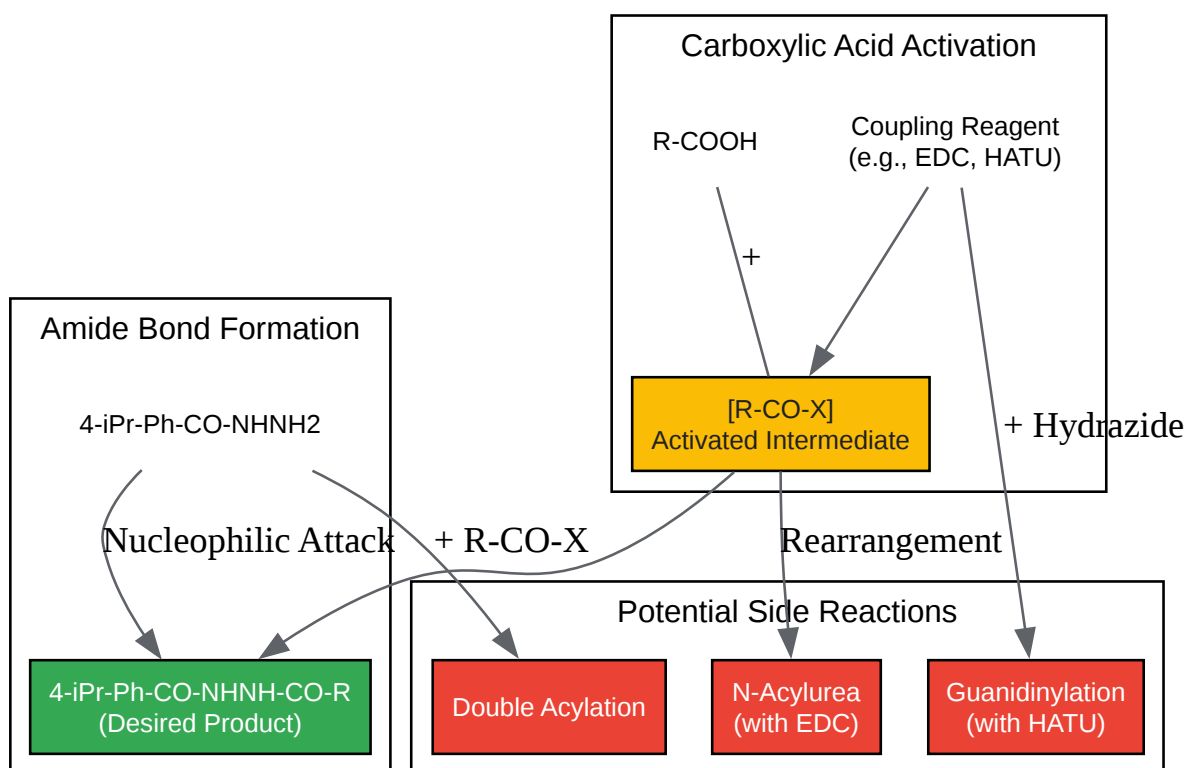 Carboxylic Acid Activation
R-COOH
Coupling Reagent
(e.g., EDC, HATU)
+
Amide Bond Formation
4-iPr-Ph-CO-NHNH2
[R-CO-X]
Activated Intermediate
+ Hydrazide
Nucleophilic Attack
+ R-CO-X
Rearrangement
Potential Side Reactions
4-iPr-Ph-CO-NHNH-CO-R
(Desired Product)
Double Acylation
N-Acylurea
(with EDC)
Guanidinylation
(with HATU)